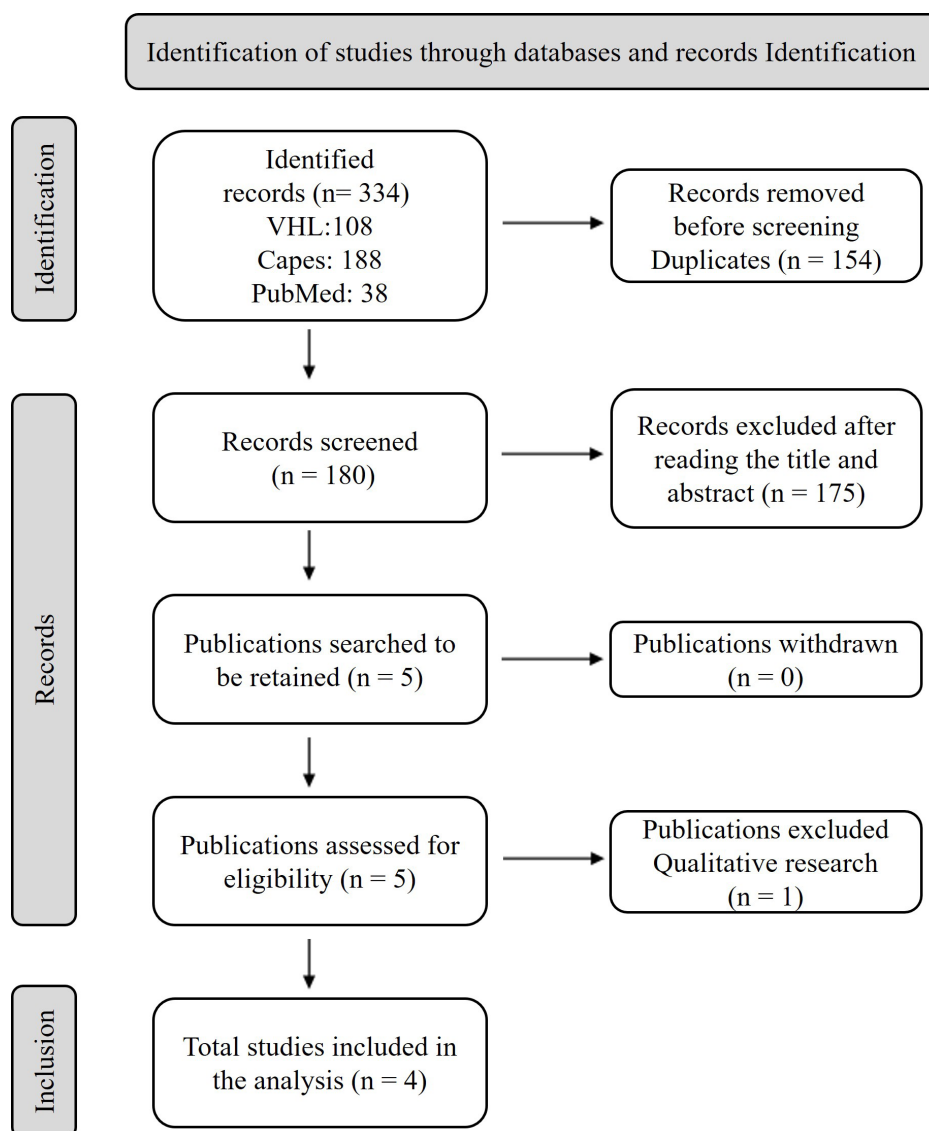 Identification of studies through databases and records Identification
Identification
Identified
records (n= 334)
VHL:108
Capes: 188
PubMed: 38
Records removed
before screening
Duplicates (n = 154)
Records
Records screened
(n = 180)
Records excluded after
reading the title and
abstract (n = 175)
Publications searched to
be retained (n = 5)
Publications withdrawn
(n = 0)
Publications assessed for
eligibility (n = 5)
Publications excluded
Qualitative research
(n = 1)
Inclusion
Total studies included in
the analysis (n = 4)